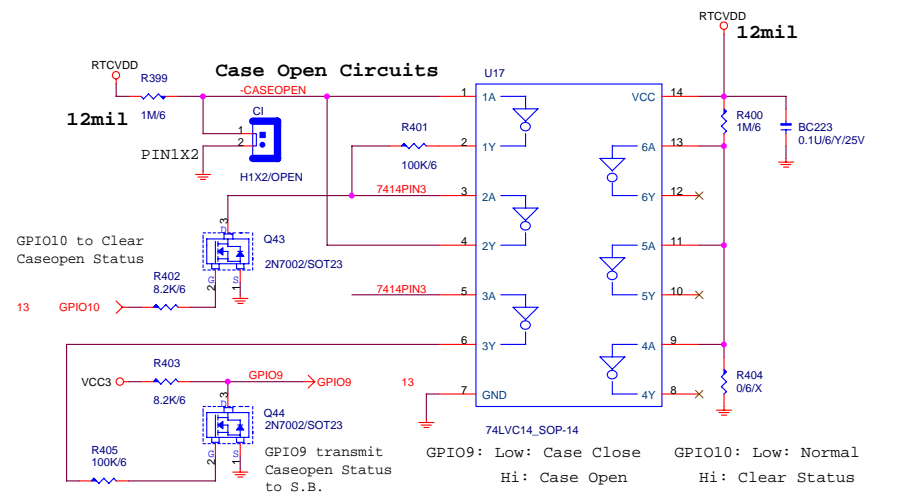 RTCVDD
12mil
RTCVDD
R399
Case Open Circuits
U17
-CASEOPEN
1 1A
VCC 14
12mil
1M/6
CI
1
2
PIN1X2
H1X2/OPEN
R401
100K/6
2 1Y
6A 13
R400
1M/6
BC223
0.1U/6/Y/25V
7414PIN3
3 2A
6Y 12
GPIO10 to Clear
Caseopen Status
3
D
Q43
2N7002/SOT23
G
S
2
1
4 2Y
5A 11
R402
8.2K/6
13 GPIO10
7414PIN3
5 3A
5Y 10
6 3Y
4A 9
R403
VCC3
8.2K/6
GPIO9
GPIO9
13
7 GND
4Y 8
R404
0/6/X
3
D
Q44
2N7002/SOT23
G
S
2
1
74LVC14_SOP-14
R405
100K/6
GPIO9 transmit
Caseopen Status
to S.B.
GPIO9: Low: Case Close
Hi: Case Open
GPIO10: Low: Normal
Hi: Clear Status